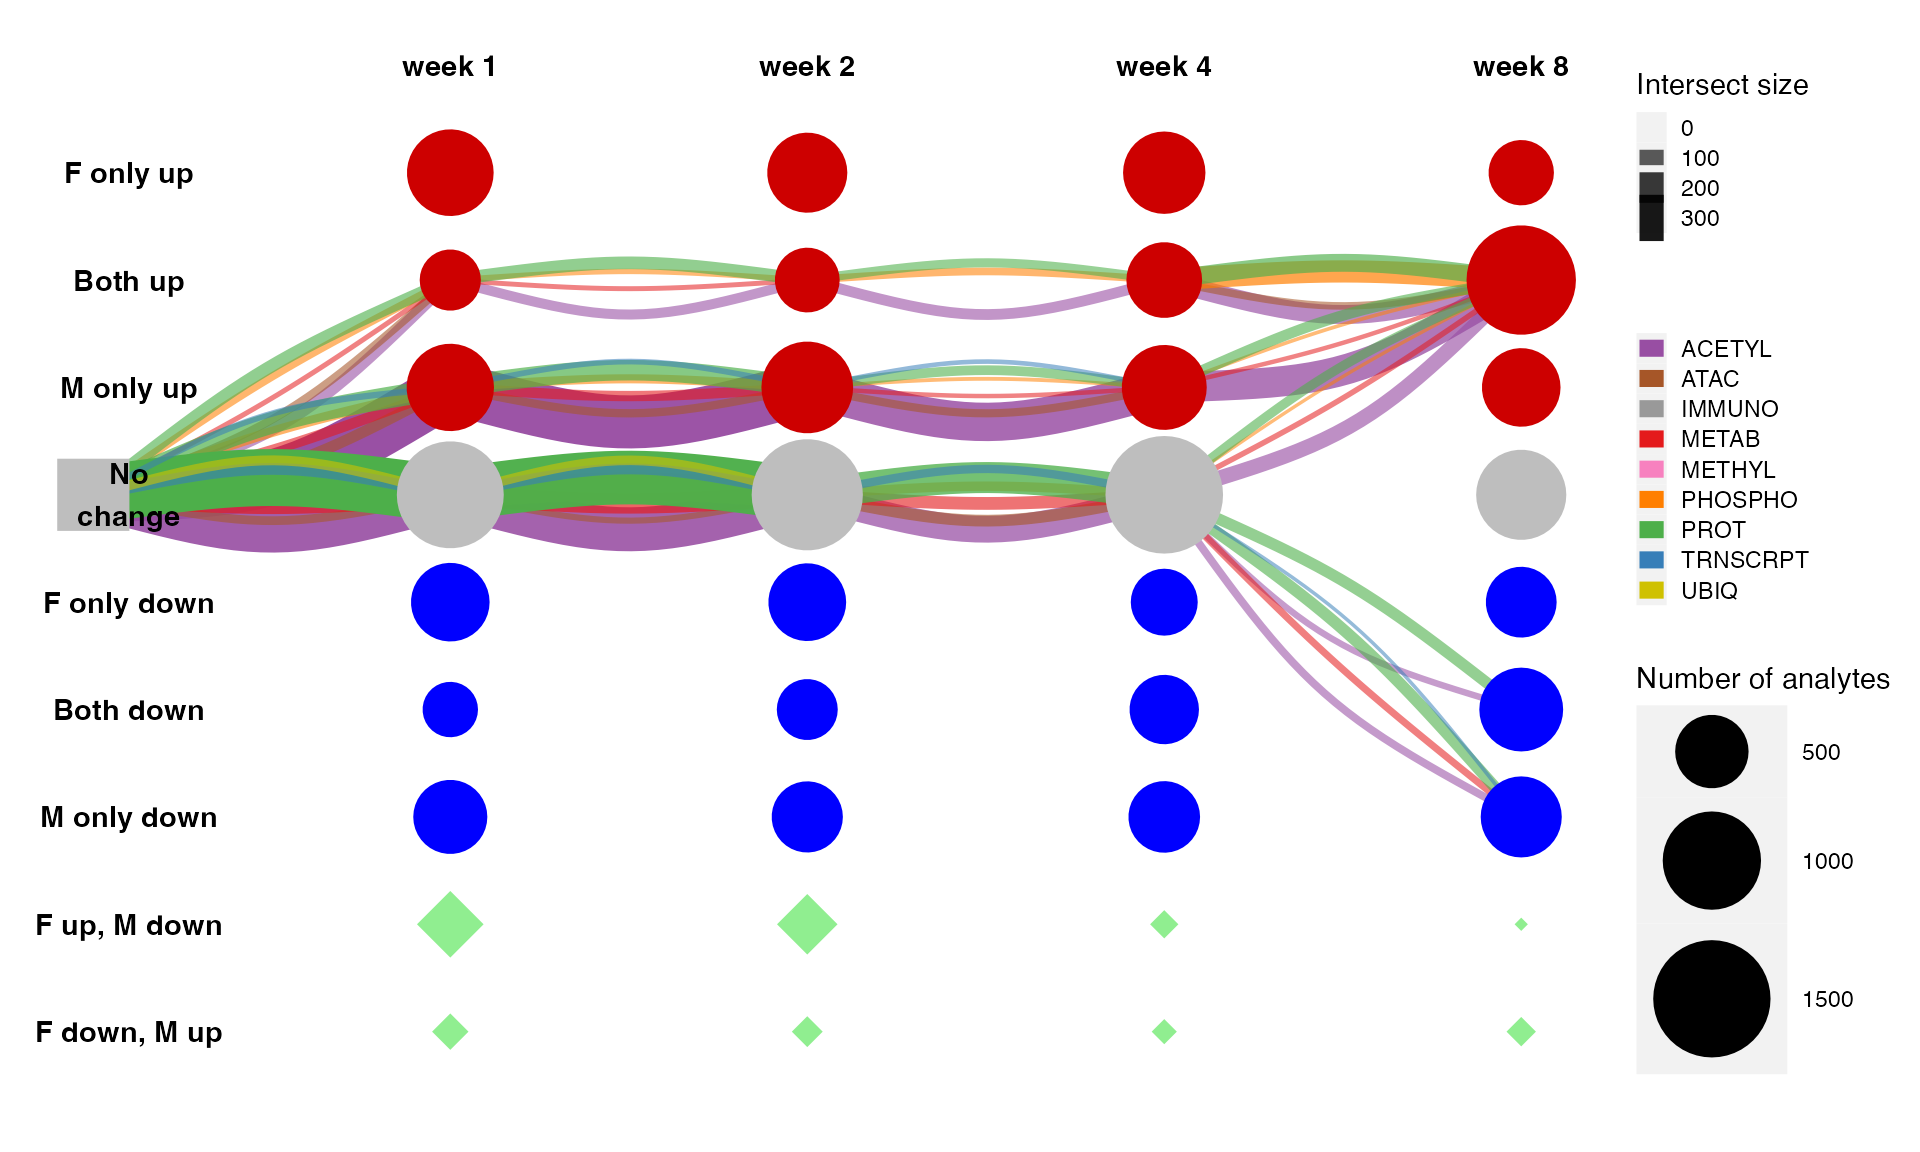 week 1
week 2
week 4
week 8
F only up
Both up
M only up
No
change
F only down
Both down
M only down
F up, M down
F down, M up
Intersect size
0
100
200
300
ACETYL
ATAC
IMMUNO
METAB
METHYL
PHOSPHO
PROT
TRNSCRPT
UBIQ
Number of analytes
500
1000
1500